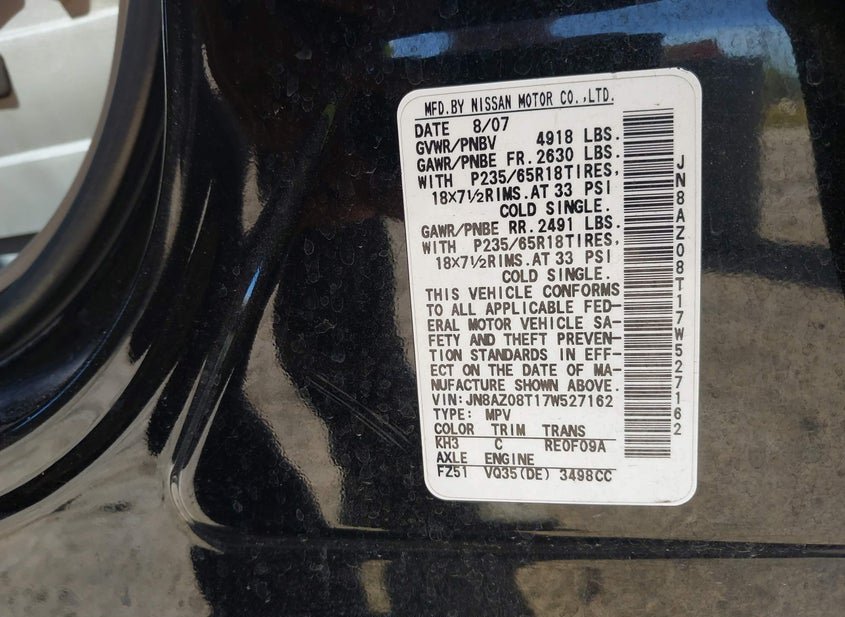 MFD.BY NISSAN MOTOR CO.,LTD.
DATE 8/07
GVWR/PNBV 4918 LBS.
GAWR/PNBE FR. 2630 LBS.
WITH P235/65R18TIRES,
18×7½RIMS.AT 33 PSI
COLD SINGLE.
GAWR/PNBE RR. 2491 LBS.
WITH P235/65R18TIRES,
18×7½RIMS.AT 33 PSI
COLD SINGLE.
THIS VEHICLE CONFORMS
TO ALL APPLICABLE FED-
ERAL MOTOR VEHICLE SA-
FETY AND THEFT PREVEN-
TION STANDARDS IN EFF-
ECT ON THE DATE OF MA-
NUFACTURE SHOWN ABOVE.
VIN:JN8AZ08T17W527162
TYPE: MPV
COLOR TRIM TRANS
KH3 C RE0F09A
AXLE ENGINE
FZ51 VQ35(DE) 3498CC
JN8AZ08T17W527162